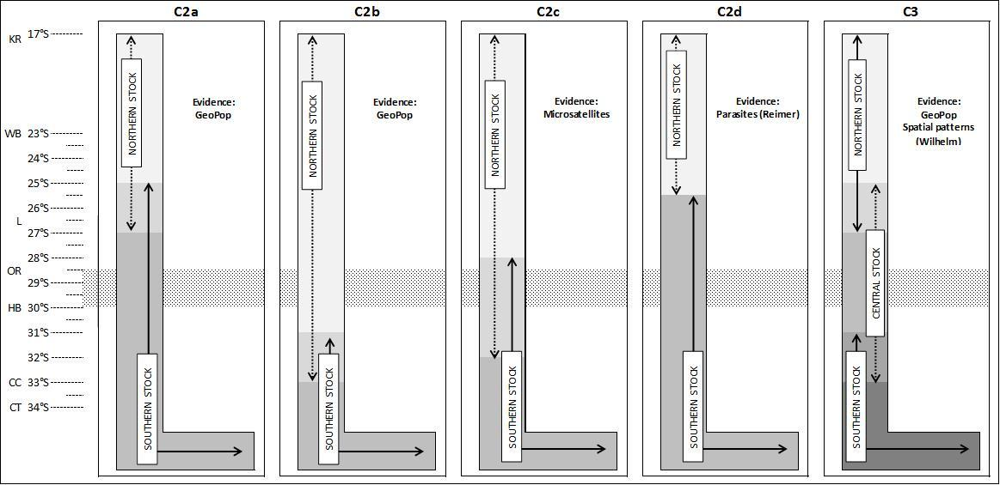 C2a C2b C2c C2d C3
KR 17°S
WB 23°S
24°S
25°S
26°S
L
27°S
28°S
OR
29°S
HB 30°S
31°S
32°S
CC 33°S
CT 34°S
NORTHERN STOCK
SOUTHERN STOCK
Evidence:
GeoPop
NORTHERN STOCK
SOUTHERN STOCK
Evidence:
GeoPop
NORTHERN STOCK
SOUTHERN STOCK
Evidence:
Microsatellites
NORTHERN STOCK
SOUTHERN STOCK
Evidence:
Parasites (Reimer)
NORTHERN STOCK
CENTRAL STOCK
SOUTHERN STOCK
Evidence:
GeoPop
Spatial patterns
(Wilhelm)